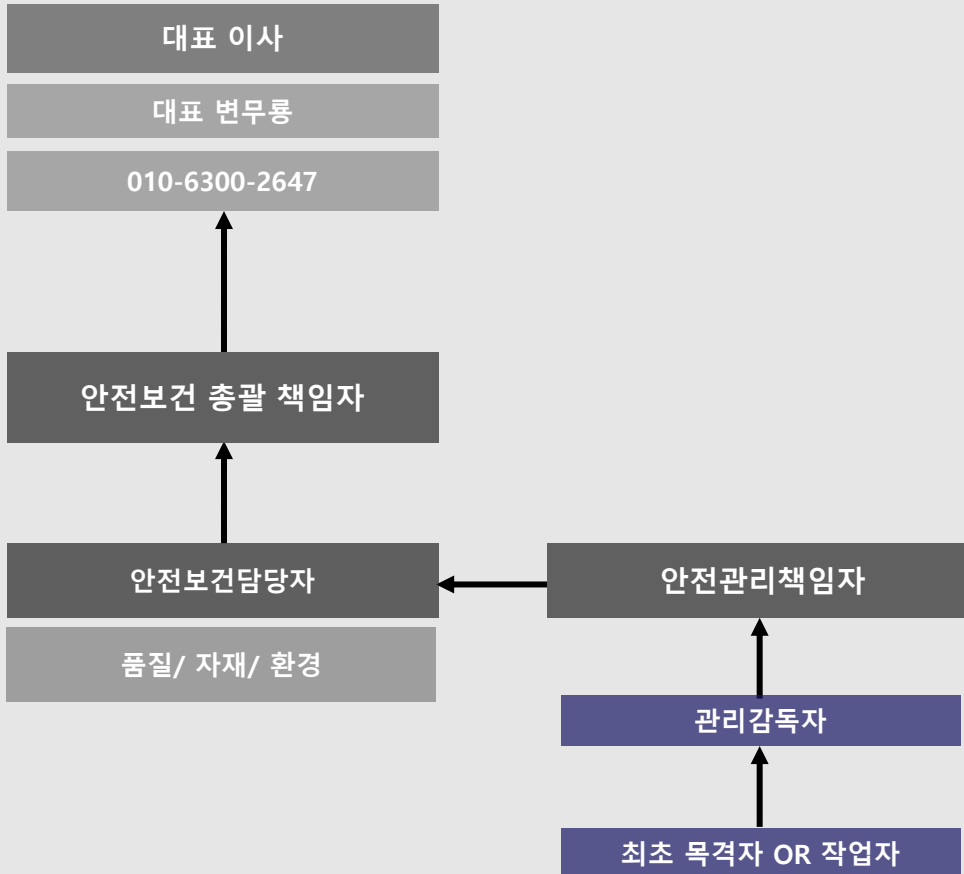 대표 이사
대표 변무룡
010-6300-2647
안전보건 총괄 책임자
안전보건담당자
안전관리책임자
품질/ 자재/ 환경
관리감독자
최초 목격자 OR 작업자